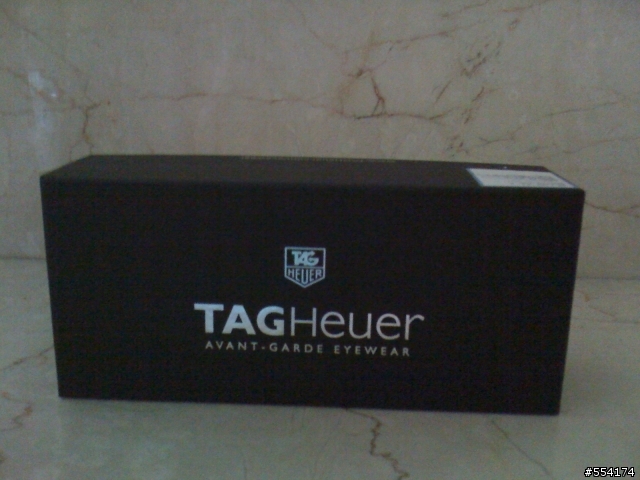 TAG
HEUER
TAGHeuer
AVANT-GARDE EYEWEAR
#554174